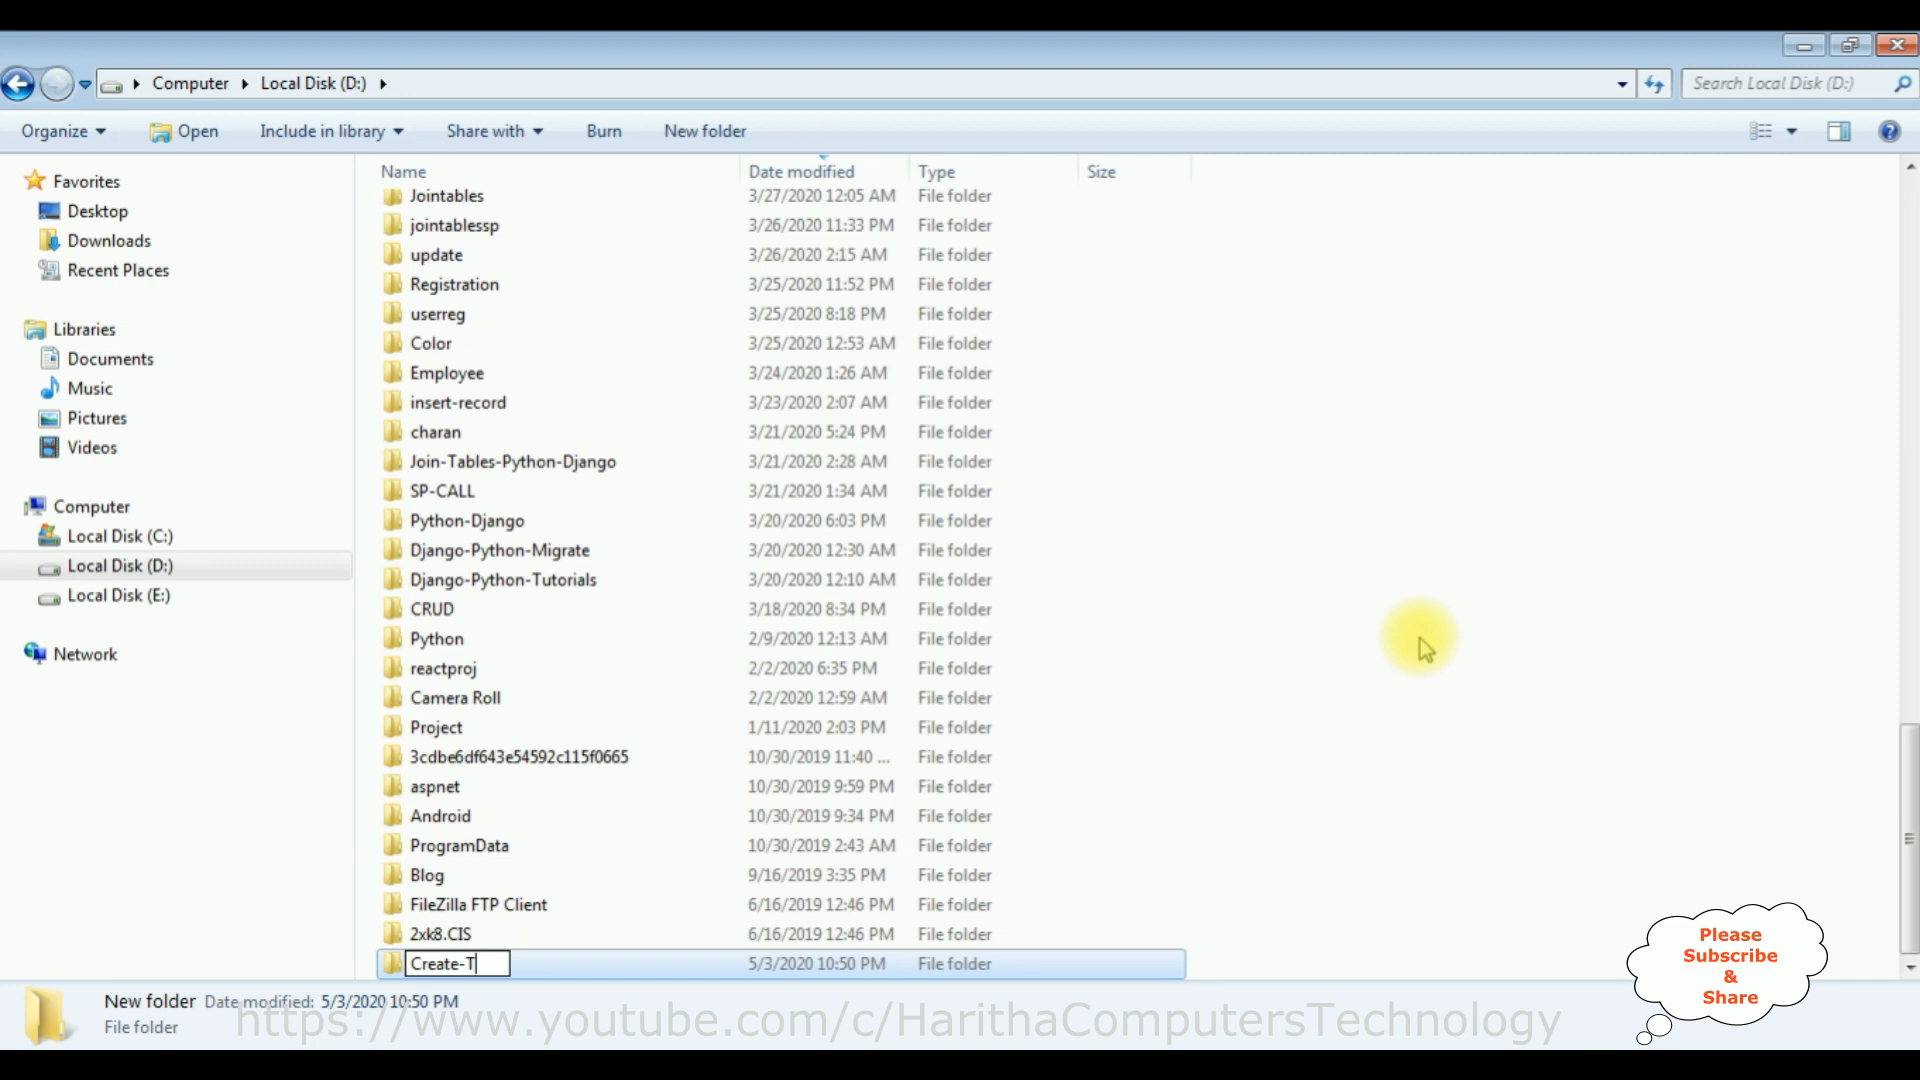 Computer Local Disk (D:)
Search Local Disk (D:)
Organize Open Include in library Share with Burn New folder
Name Date modified Type Size
Favorites
Desktop
Downloads
Recent Places
Libraries
Documents
Music
Pictures
Videos
Computer
Local Disk (C:)
Local Disk (D:)
Local Disk (E:)
Network
Jointables 3/27/2020 12:05 AM File folder
jointablessp 3/26/2020 11:33 PM File folder
update 3/26/2020 2:15 AM File folder
Registration 3/25/2020 11:52 PM File folder
userreg 3/25/2020 8:18 PM File folder
Color 3/25/2020 12:53 AM File folder
Employee 3/24/2020 1:26 AM File folder
insert-record 3/23/2020 2:07 AM File folder
charan 3/21/2020 5:24 PM File folder
Join-Tables-Python-Django 3/21/2020 2:28 AM File folder
SP-CALL 3/21/2020 1:34 AM File folder
Python-Django 3/20/2020 6:03 PM File folder
Django-Python-Migrate 3/20/2020 12:30 AM File folder
Django-Python-Tutorials 3/20/2020 12:10 AM File folder
CRUD 3/18/2020 8:34 PM File folder
Python 2/9/2020 12:13 AM File folder
reactproj 2/2/2020 6:35 PM File folder
Camera Roll 2/2/2020 12:59 AM File folder
Project 1/11/2020 2:03 PM File folder
3cdbe6df643e54592c115f0665 10/30/2019 11:40 ... File folder
aspnet 10/30/2019 9:59 PM File folder
Android 10/30/2019 9:34 PM File folder
ProgramData 10/30/2019 2:43 AM File folder
Blog 9/16/2019 3:35 PM File folder
FileZilla FTP Client 6/16/2019 12:46 PM File folder
2xk8.CIS 6/16/2019 12:46 PM File folder
Create-T 5/3/2020 10:50 PM File folder
New folder Date modified: 5/3/2020 10:50 PM
File folder
https://www.youtube.com/c/HarithaComputersTechnology
Please
Subscribe
&
Share